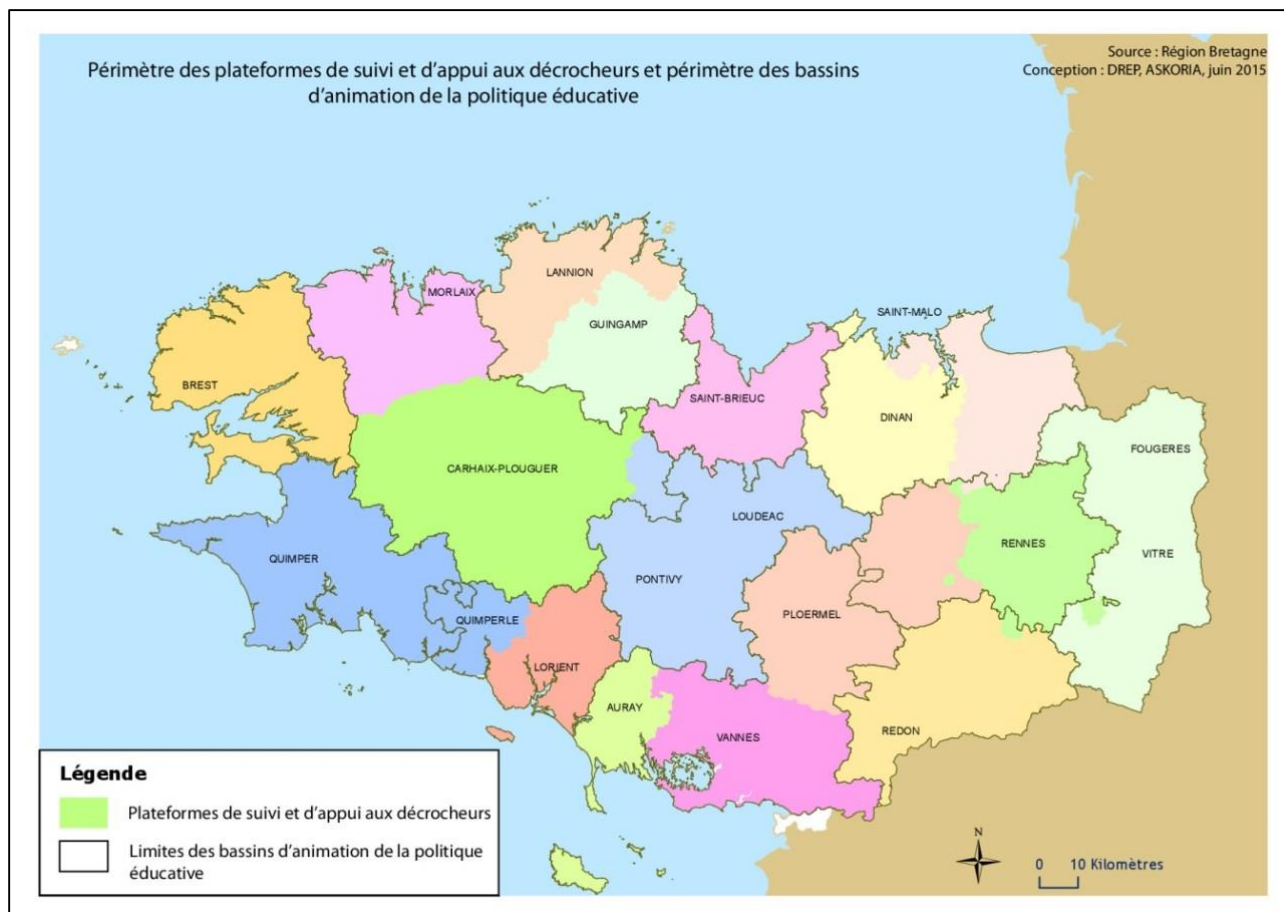 Source : Région Bretagne
Conception : DREP, ASKORIA, juin 2015
Périmètre des plateformes de suivi et d'appui aux décrocheurs et périmètre des bassins
d'animation de la politique éducative
LANNION
MORLAIX
GUINGAMP
SAINT-MALO
BREST
SAINT-BRIEUC
DINAN
FOUGERES
CARHAIX-PLOUGUER
LOUDEAC
RENNES
VITRE
QUIMPER
PONTIVY
PLOERMEL
QUIMPERLE
LORIENT
AURAY
VANNES
REDON
Légende
Plateformes de suivi et d'appui aux décrocheurs
Limites des bassins d'animation de la politique
éducative
N
0 10 Kilomètres